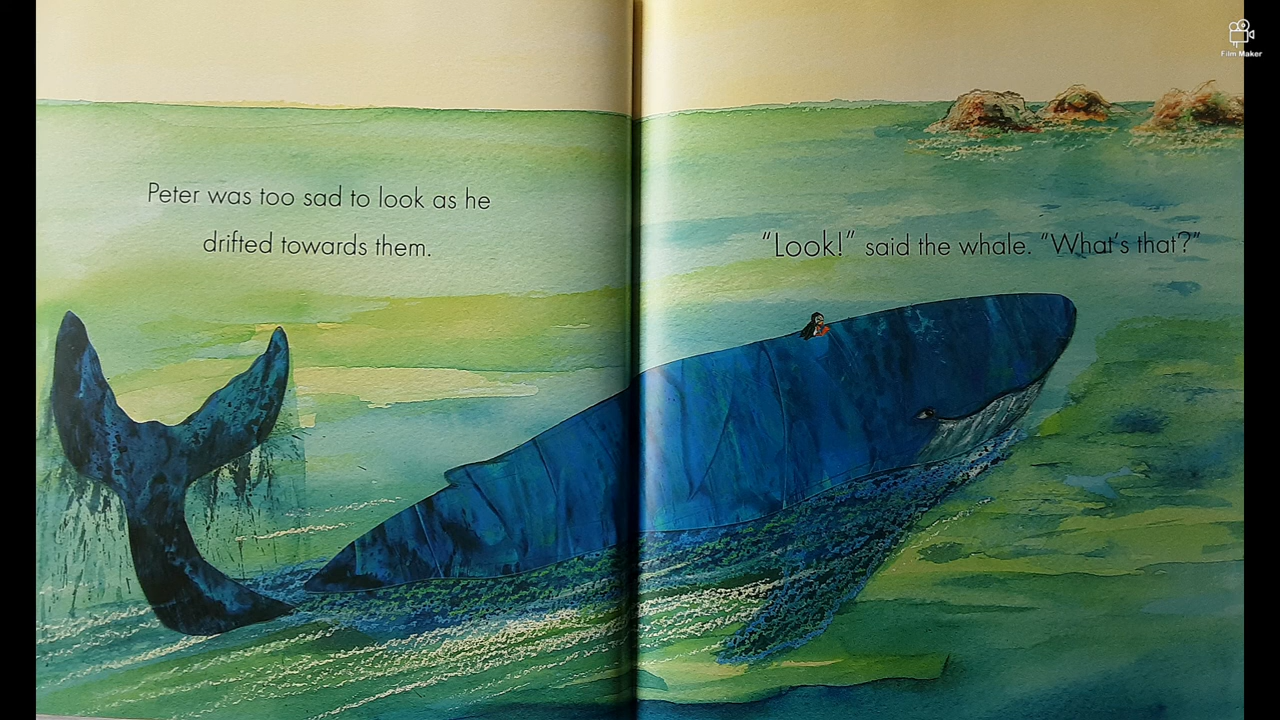 Peter was too sad to look as he
drifted towards them.
“Look!” said the whale. “What's that?”
Film Maker